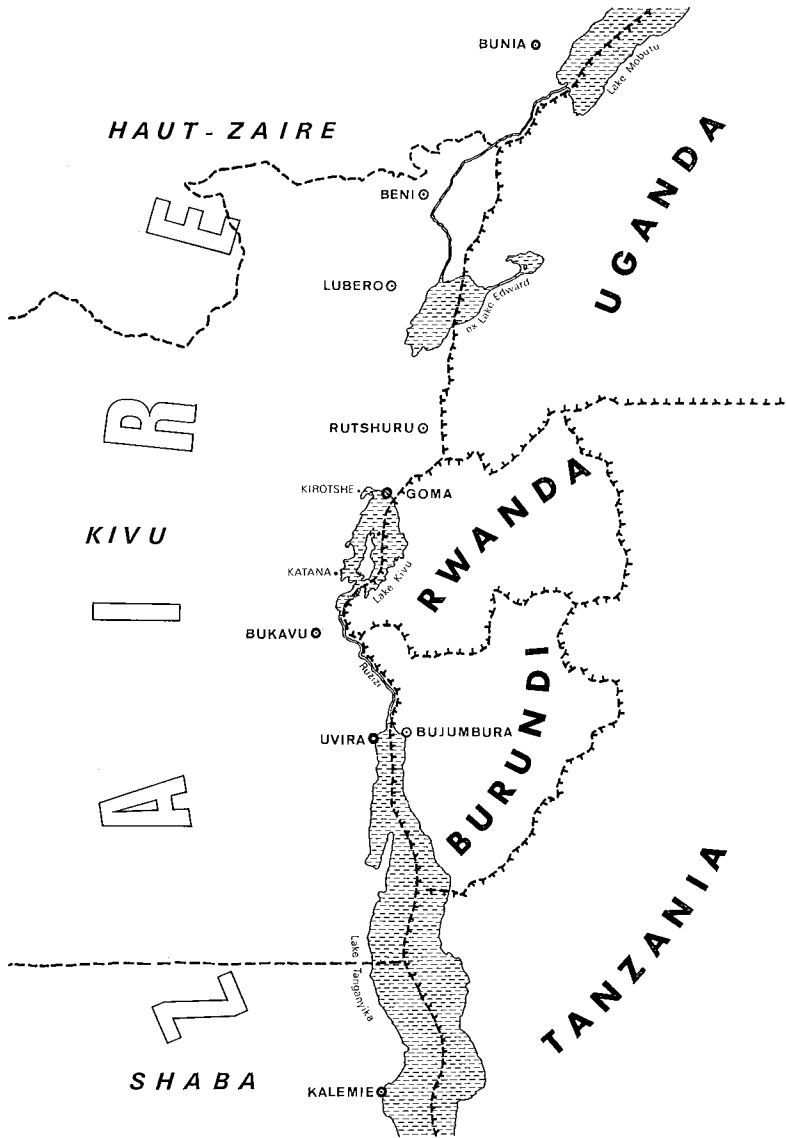 BUNIA
Lake Mobutu
HAUT-ZAIRE
UGANDA
BENI
LUBERO
ex Lake Edward
ZAIRE
RUTSHURU
KIROTSHE
GOMA
RWANDA
KIVU
KATANA
Lake Kivu
BUKAVU
Ruzizi
BURUNDI
UVIRA
BUJUMBURA
TANZANIA
Lake Tanganyika
SHABA
KALEMIE